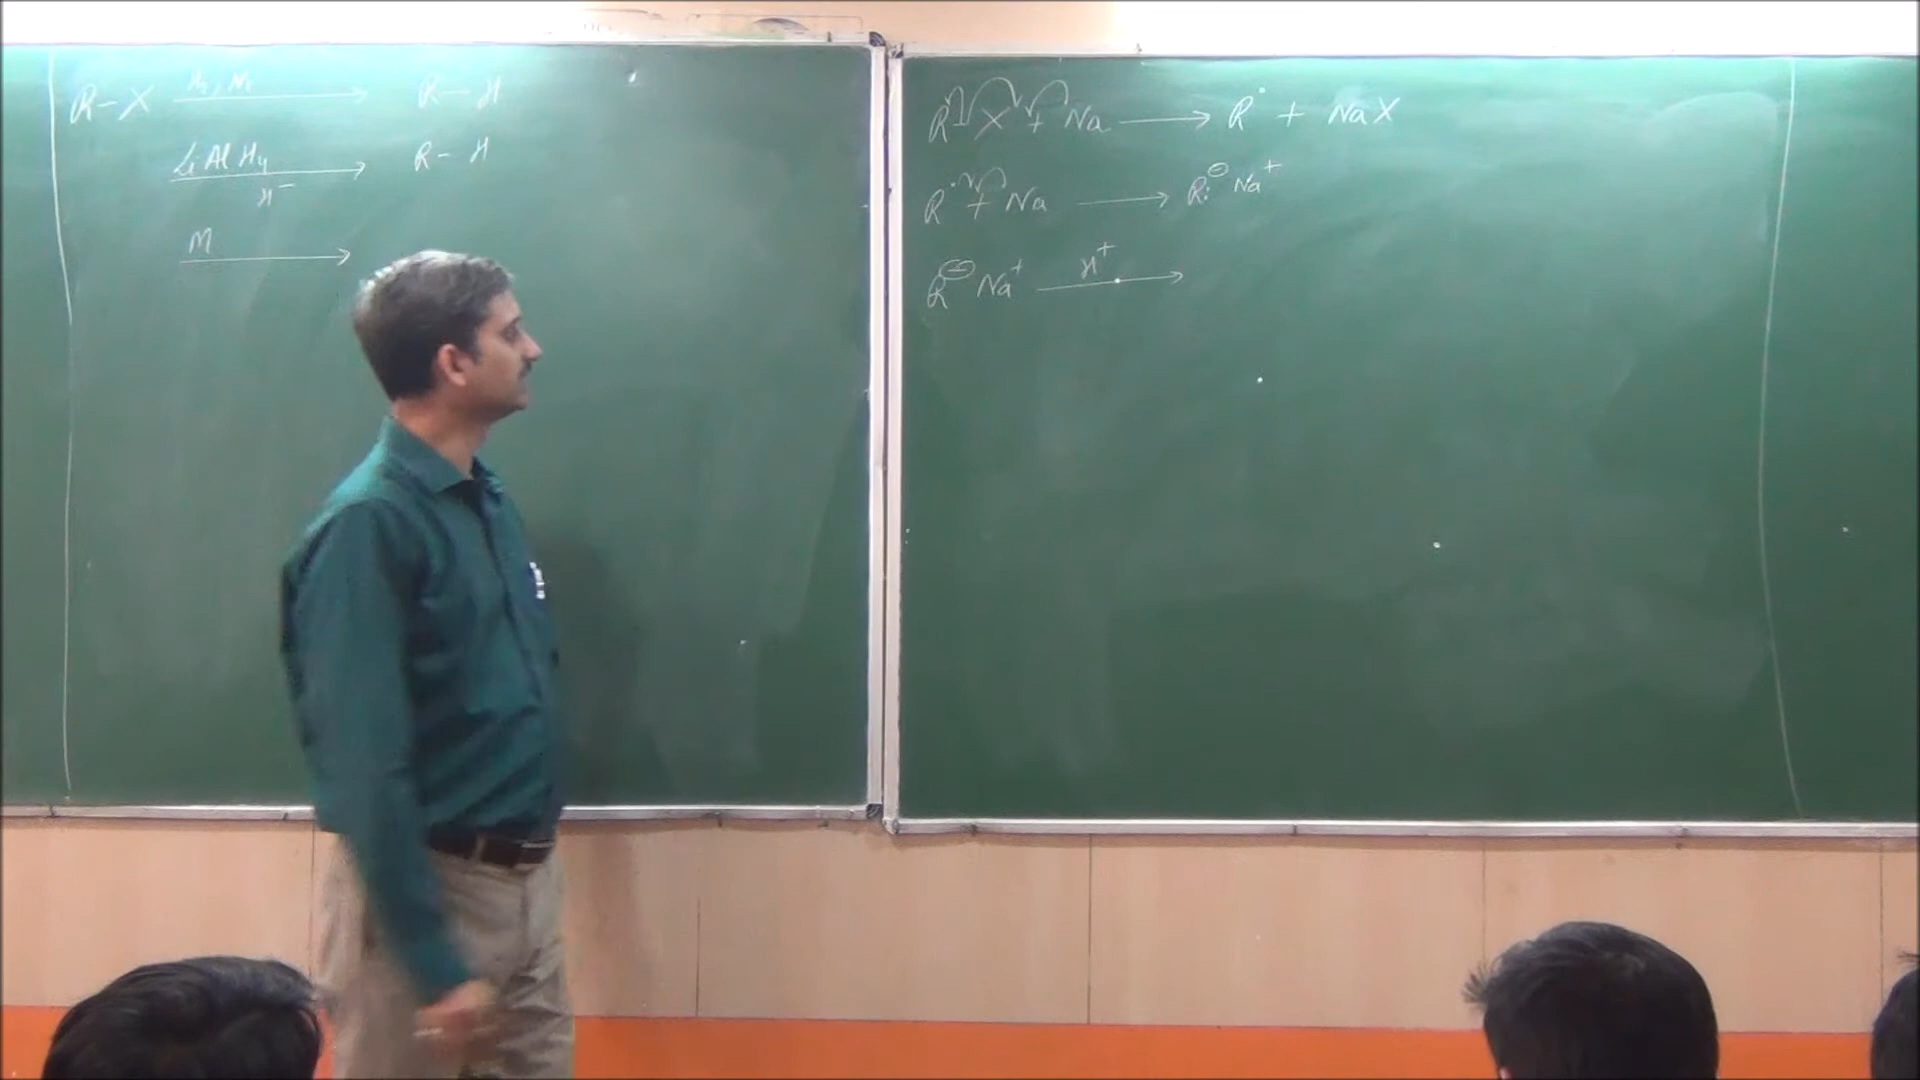 R-X H2, Ni → R-H
LiAlH4 H⁻ → R-H
M →
R-X + Na → R• + NaX
R• + Na → R:⊖ Na⁺
R⊖ Na⁺ H⁺ →